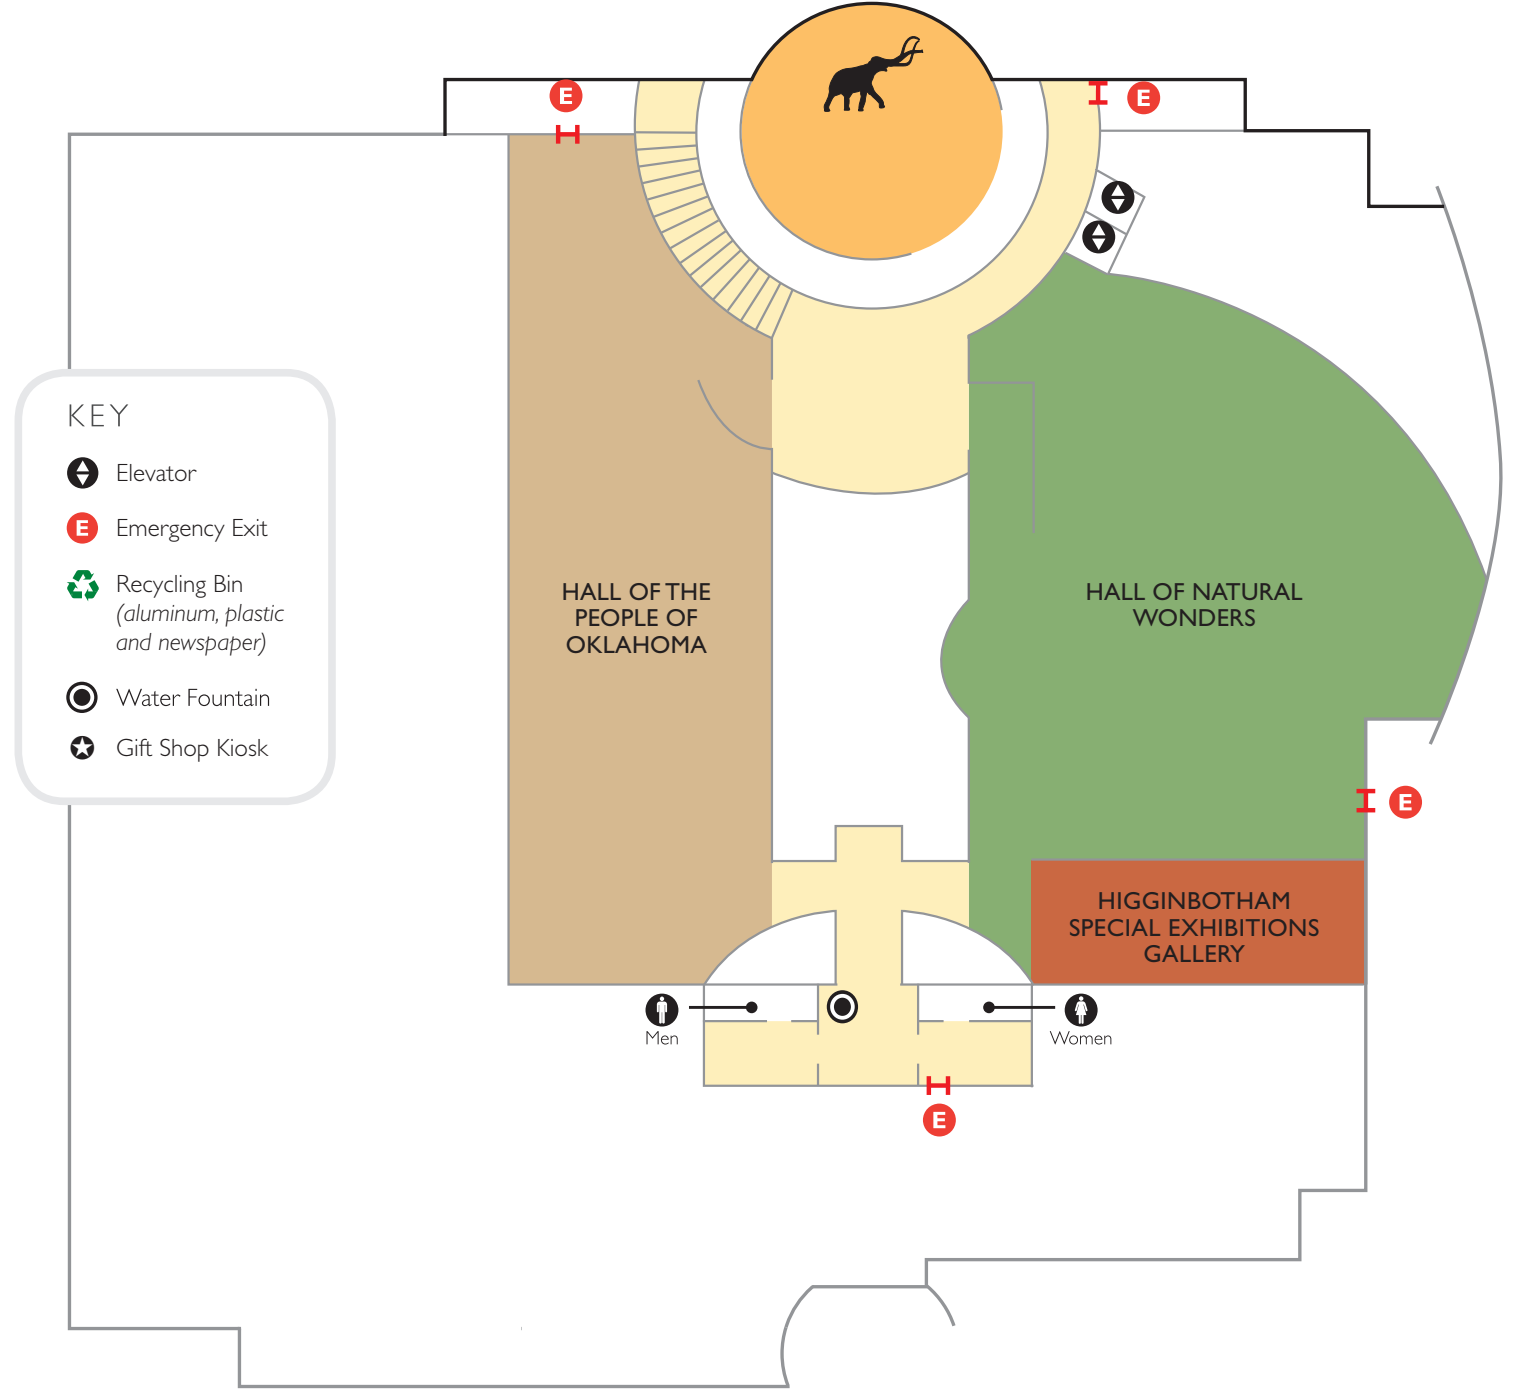 E
E
KEY
Elevator
E Emergency Exit
Recycling Bin
(aluminum, plastic
and newspaper)
Water Fountain
Gift Shop Kiosk
HALL OF THE
PEOPLE OF
OKLAHOMA
HALL OF NATURAL
WONDERS
E
HIGGINBOTHAM
SPECIAL EXHIBITIONS
GALLERY
Men
Women
E